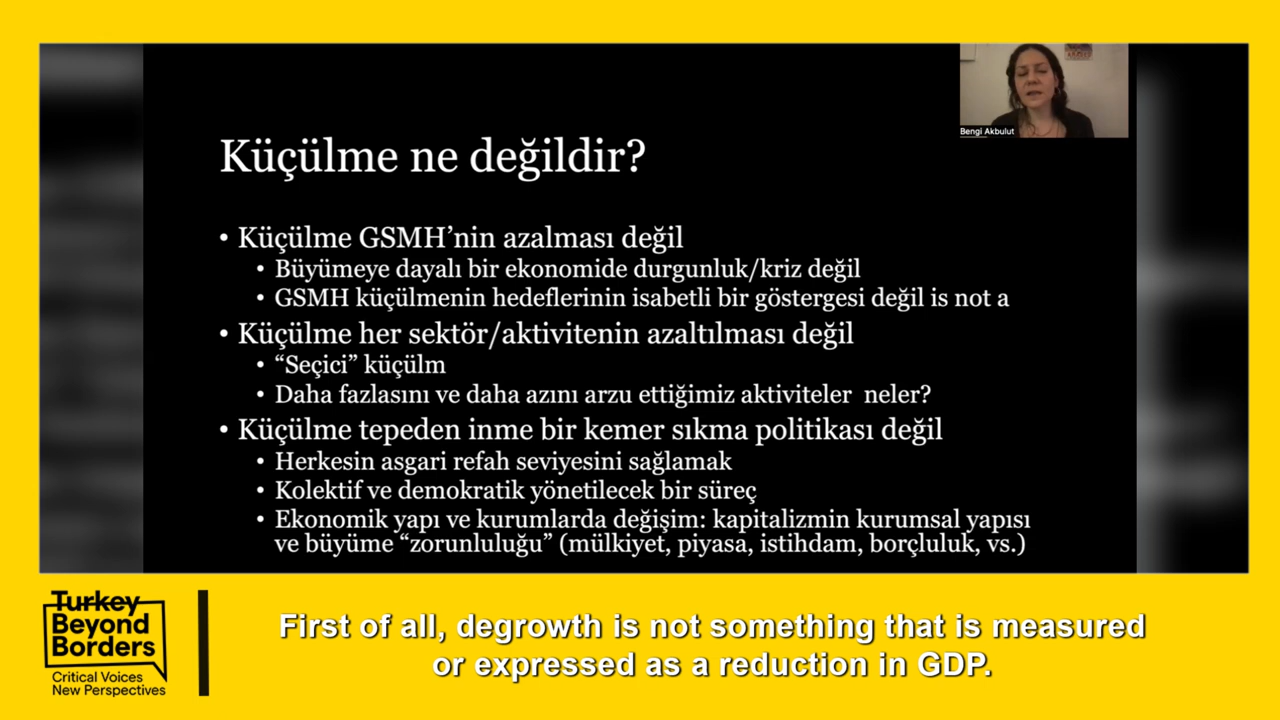 Bengi Akbulut
Küçülme ne değildir?
• Küçülme GSMH’nin azalması değil
• Büyümeye dayalı bir ekonomide durgunluk/kriz değil
• GSMH küçülmenin hedeflerinin isabetli bir göstergesi değil is not a
• Küçülme her sektör/aktivitenin azaltılması değil
• “Seçici” küçülm
• Daha fazlasını ve daha azını arzu ettiğimiz aktiviteler  neler?
• Küçülme tepeden inme bir kemer sıkma politikası değil
• Herkesin asgari refah seviyesini sağlamak
• Kolektif ve demokratik yönetilecek bir süreç
• Ekonomik yapı ve kurumlarda değişim: kapitalizmin kurumsal yapısı
ve büyüme “zorunluluğu” (mülkiyet, piyasa, istihdam, borçluluk, vs.)
Turkey
Beyond
Borders
Critical Voices
New Perspectives
First of all, degrowth is not something that is measured
or expressed as a reduction in GDP.